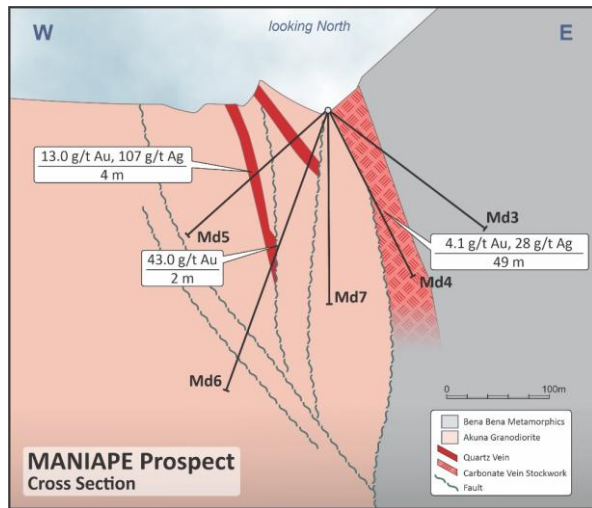 W
looking North
E
13.0 g/t Au, 107 g/t Ag
4 m
Md5
43.0 g/t Au
2 m
Md3
4.1 g/t Au, 28 g/t Ag
49 m
Md4
Md7
Md6
0 100m
Bena Bena Metamorphics
Akuna Granodiorite
Quartz Vein
Carbonate Vein Stockwork
Fault
MANIAPE Prospect
Cross Section